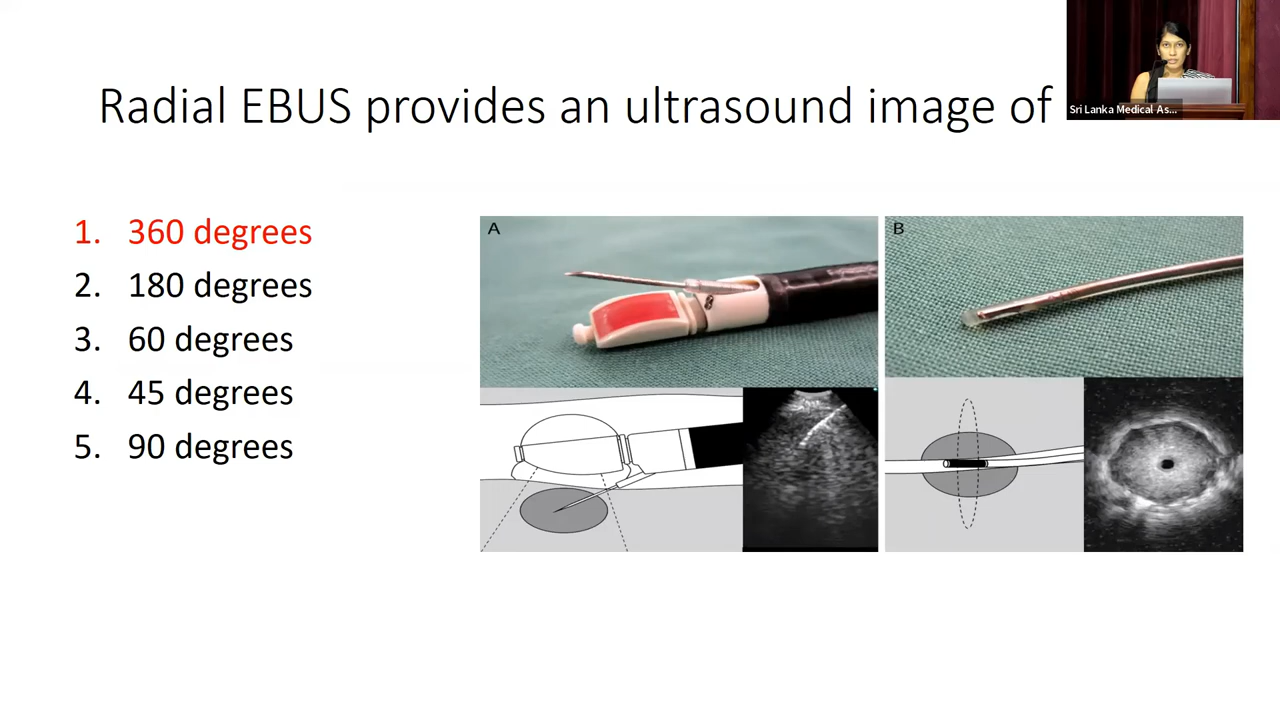 Radial EBUS provides an ultrasound image of
Sri Lanka Medical As...
1. 360 degrees
2. 180 degrees
3. 60 degrees
4. 45 degrees
5. 90 degrees
A
B